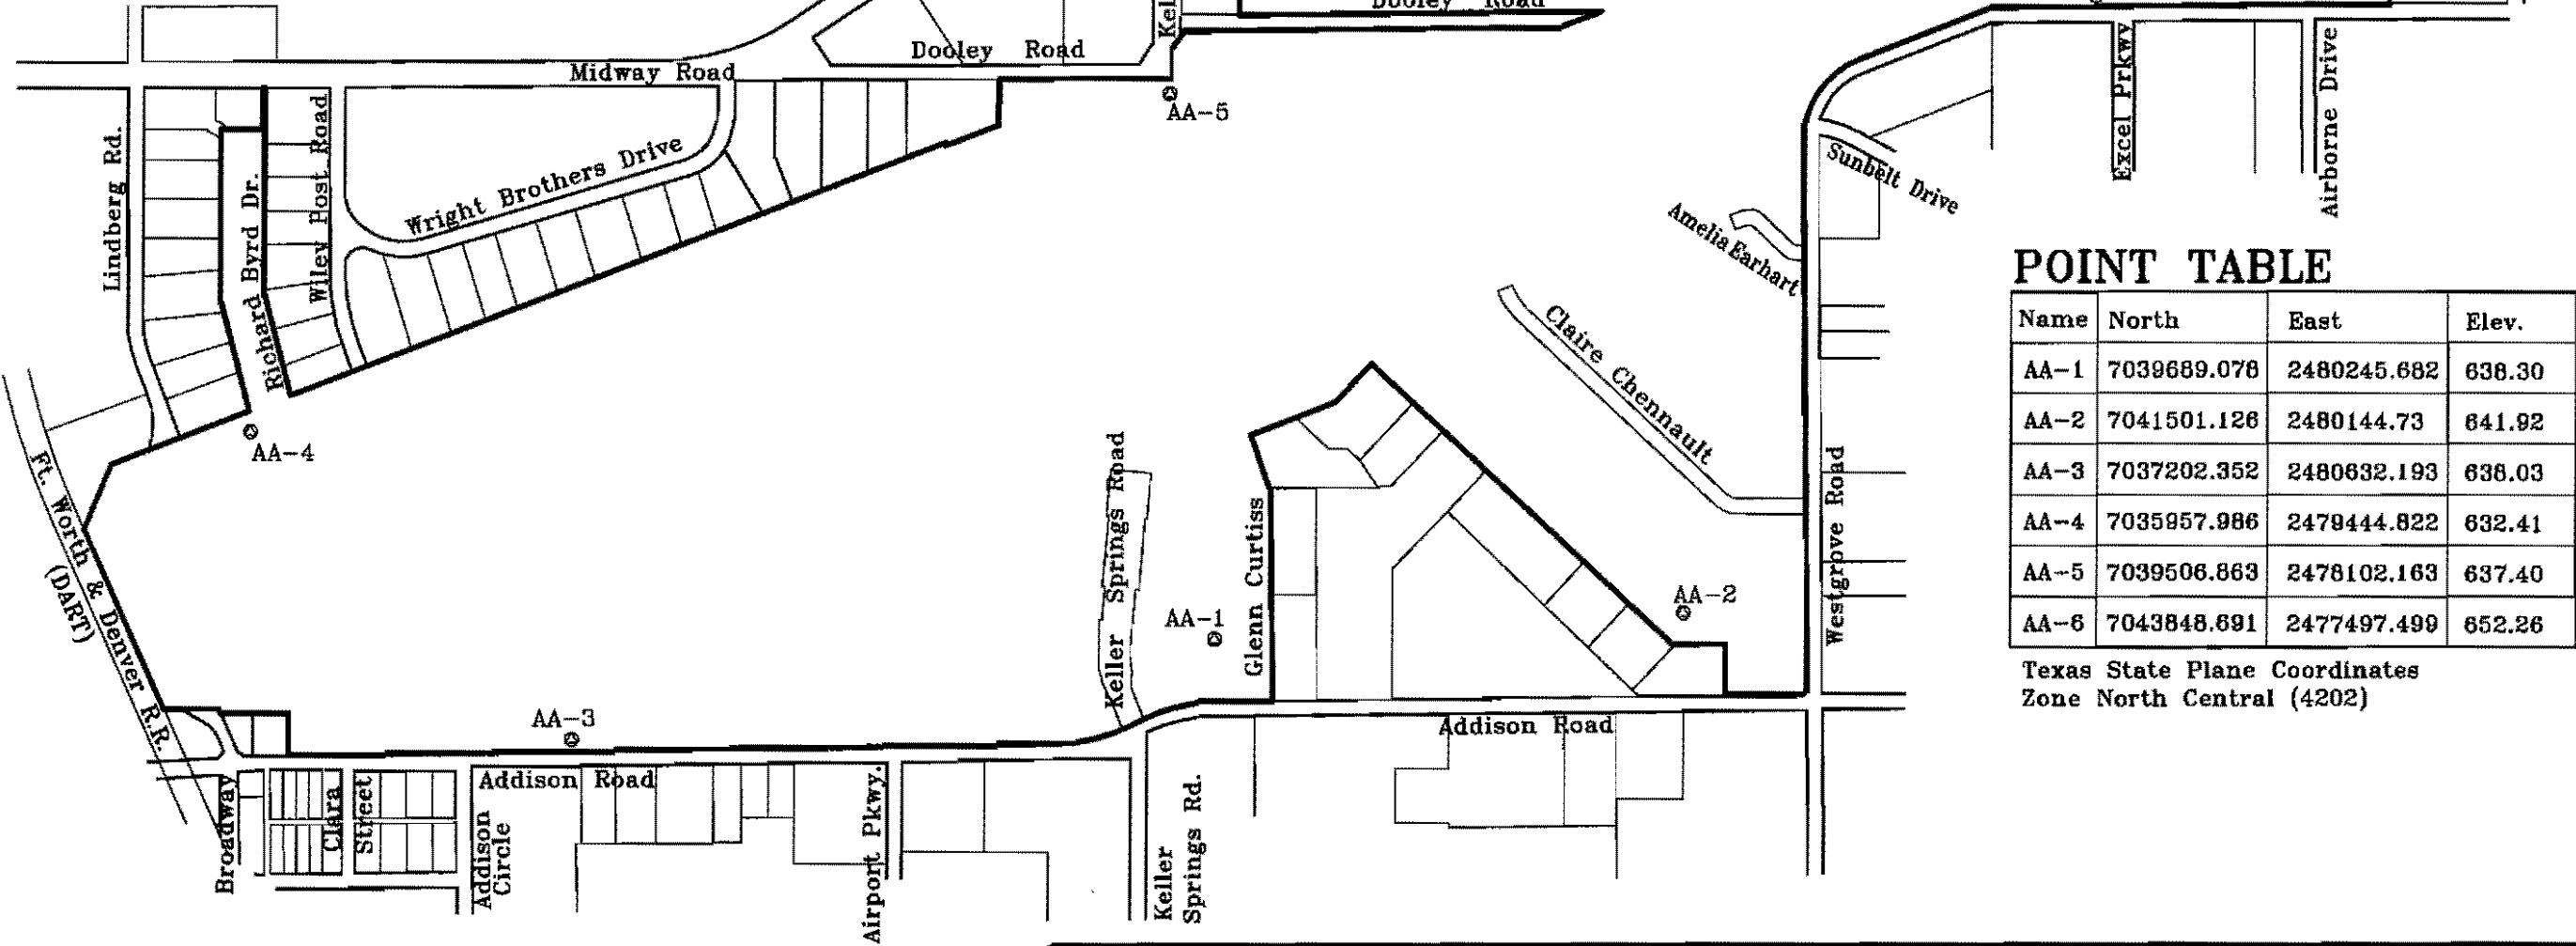 Dooley Road
Kel
Dooley Road
Midway Road
AA-5
Lindberg Rd.
Richard Byrd Dr.
Wiley Post Road
Wright Brothers Drive
Excel Prkwy
Airborne Drive
Sunbelt Drive
Amelia Earhart
Claire Chennault
AA-4
Ft. Worth & Denver R.R.
(DART)
Keller Springs Road
Glenn Curtiss
AA-1
AA-2
Westgrove Road
AA-3
Addison Road
Addison Road
Broadway
Clara
Street
Addison
Circle
Airport Pkwy.
Keller
Springs Rd.
POINT TABLE
Name North East Elev.
AA-1 7039689.078 2480245.682 638.30
AA-2 7041501.126 2480144.73 641.92
AA-3 7037202.352 2480632.193 638.03
AA-4 7035957.986 2479444.822 632.41
AA-5 7039506.863 2478102.163 637.40
AA-6 7043848.691 2477497.499 652.26
Texas State Plane Coordinates
Zone North Central (4202)